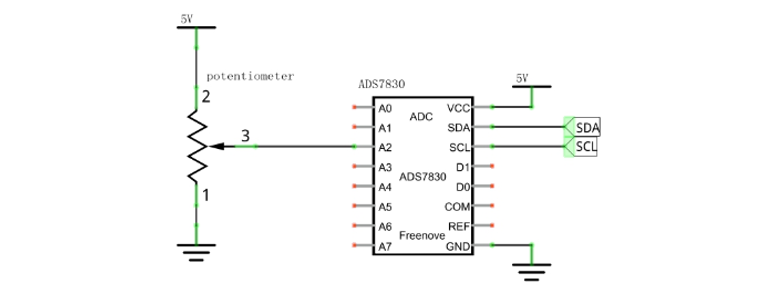 5V
potentiometer
2
3
1
ADS7830
5V
A0
VCC
ADC
A1
SDA
SDA
A2
SCL
SCL
A3
D1
ADS7830
A4
D0
A5
COM
A6
REF
Freenove
A7
GND